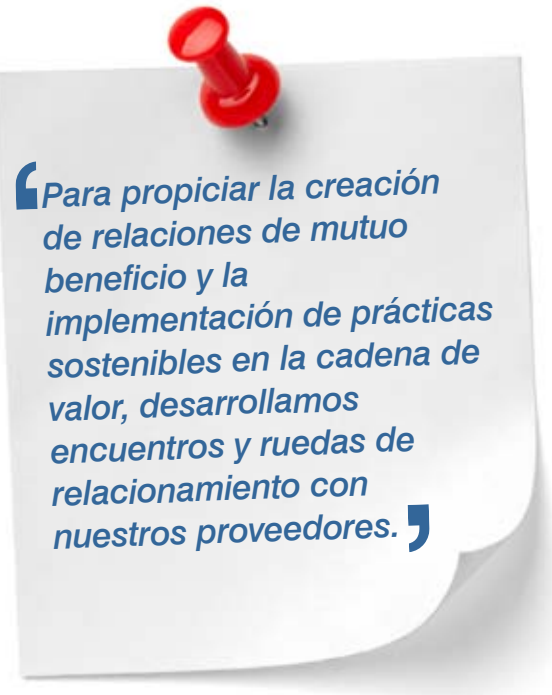 ‘Para propiciar la creación
de relaciones de mutuo
beneficio y la
implementación de prácticas
sostenibles en la cadena de
valor, desarrollamos
encuentros y ruedas de
relacionamiento con
nuestros proveedores.’